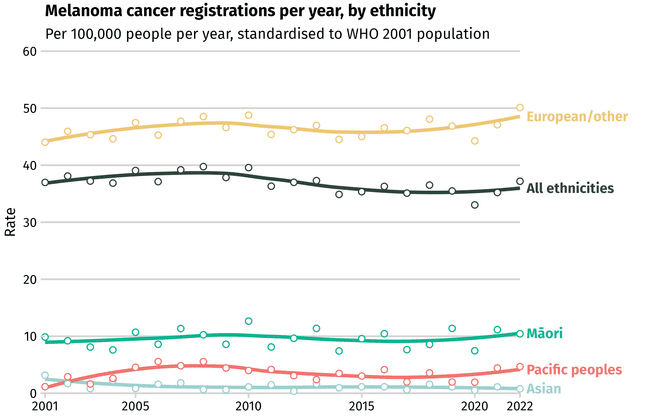 Melanoma cancer registrations per year, by ethnicity
Per 100,000 people per year, standardised to WHO 2001 population
60
50
European/other
40
All ethnicities
30
Rate
20
10
Māori
Pacific peoples
Asian
0
2001
2005
2010
2015
2020
2022